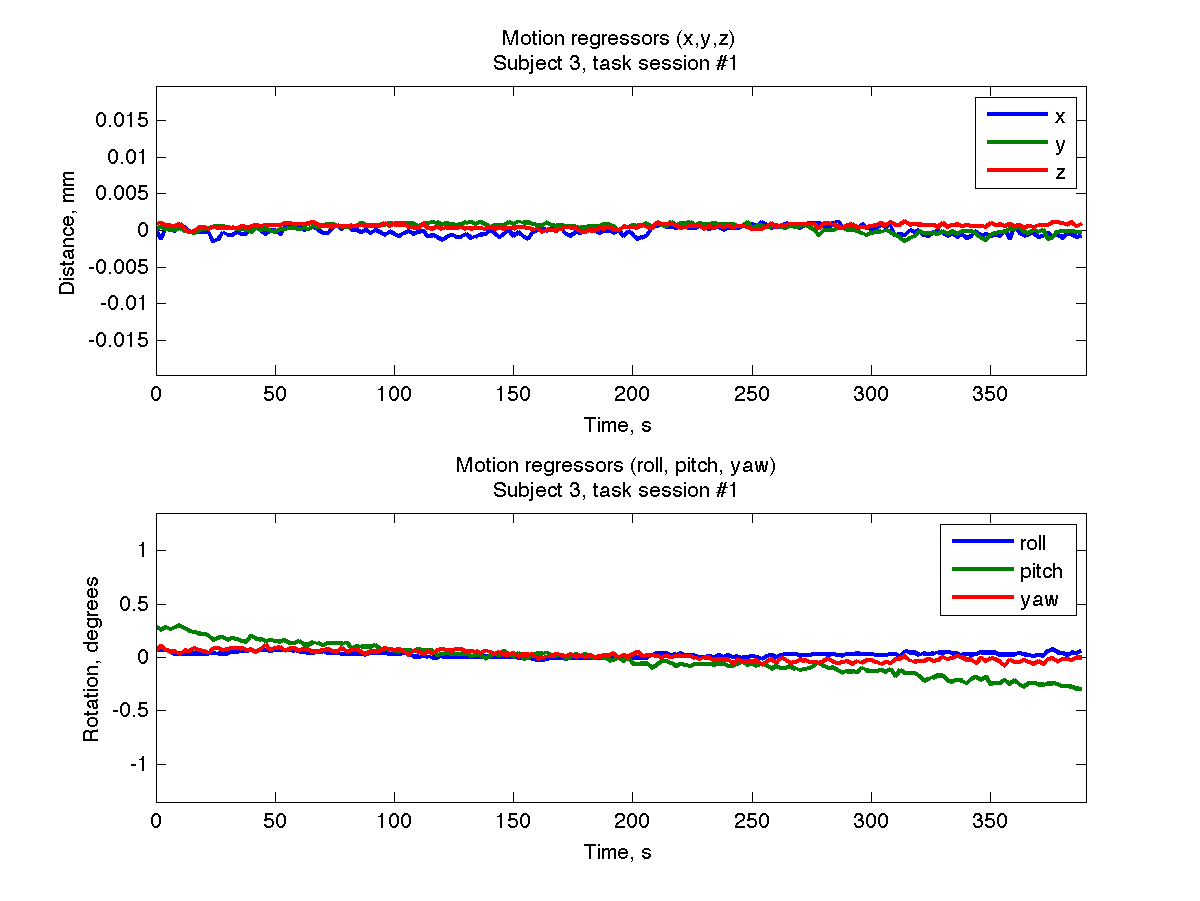 Motion regressors (x,y,z)
Subject 3, task session #1
0.015
0.01
0.005
0
-0.005
-0.01
-0.015
Distance, mm
x
y
z
0 50 100 150 200 250 300 350
Time, s
Motion regressors (roll, pitch, yaw)
Subject 3, task session #1
1
0.5
0
-0.5
-1
Rotation, degrees
roll
pitch
yaw
0 50 100 150 200 250 300 350
Time, s